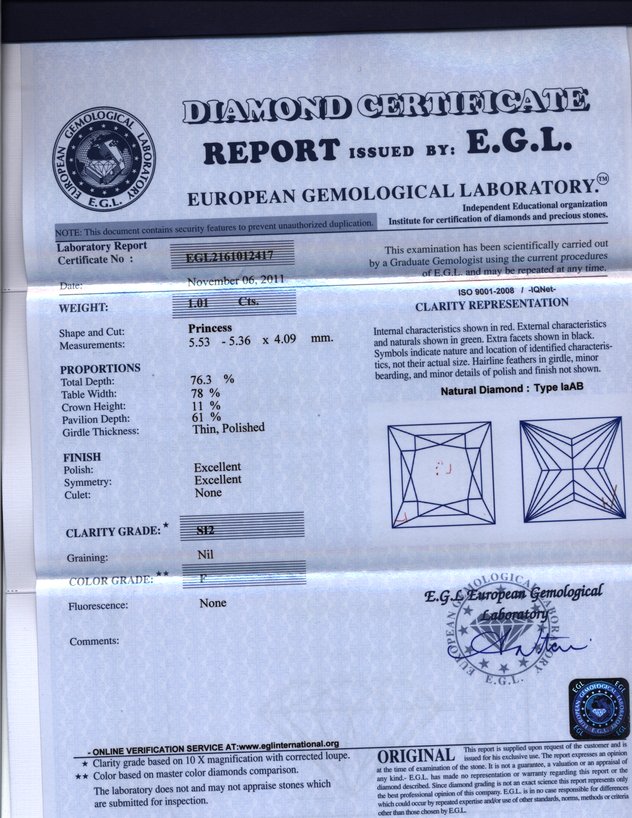 DIAMOND CERTIFICATE
REPORT ISSUED BY: E.G.L.
EUROPEAN GEMOLOGICAL LABORATORY.™
Independent Educational organization
Institute for certification of diamonds and precious stones.
EUROPEAN GEMOLOGICAL LABORATORY
E.G.L.
NOTE: This document contains security features to prevent unauthorized duplication.
Laboratory Report
Certificate No : EGL2161012417
Date: November 06, 2011
WEIGHT: 1.01 Cts.
Shape and Cut: Princess
Measurements: 5.53 - 5.36 x 4.09 mm.
PROPORTIONS
Total Depth: 76.3 %
Table Width: 78 %
Crown Height: 11 %
Pavilion Depth: 61 %
Girdle Thickness: Thin, Polished
FINISH
Polish: Excellent
Symmetry: Excellent
Culet: None
CLARITY GRADE:★ SI2
Graining: Nil
COLOR GRADE:★★ F
Fluorescence: None
Comments:
This examination has been scientifically carried out
by a Graduate Gemologist using the current procedures
of E.G.L. and may be repeated at any time.
ISO 9001-2008 / -IQNet-
CLARITY REPRESENTATION
Internal characteristics shown in red. External characteristics
and naturals shown in green. Extra facets shown in black.
Symbols indicate nature and location of identified characteris-
tics, not their actual size. Hairline feathers in girdle, minor
bearding, and minor details of polish and finish not shown.
Natural Diamond : Type IaAB
E.G.L European Gemological
Laboratory
EUROPEAN GEMOLOGICAL LABORATORY
E.G.L.
EGL EGL
- ONLINE VERIFICATION SERVICE AT:www.eglinternational.org
★ Clarity grade based on 10 X magnification with corrected loupe.
★★ Color based on master color diamonds comparison.
The laboratory does not and may not appraise stones which
are submitted for inspection.
ORIGINAL This report is supplied upon request of the customer and is
issued for his exclusive use. The report expresses an opinion
at the time of examination of the stone. It is not a guarantee, a valuation or an appraisal of
any kind.- E.G.L. has made no representation or warranty regarding this report or the
diamond described. Since diamond grading is not an exact science this report represents only
the best professional opinion of this company. E.G.L. is in no case responsible for differences
which could occur by repeated expertise and/or use of other standards, norms, methods or criteria
other than those chosen by E.G.L.